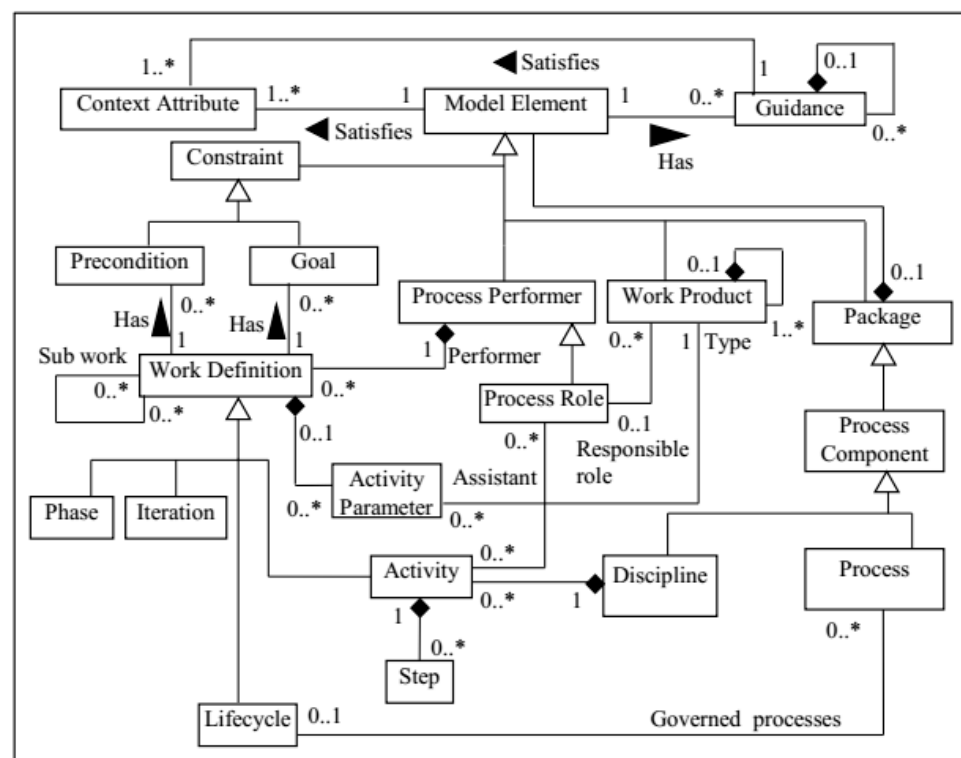 1..*
Satisfies
1
0..1
Context Attribute
1..*
1
Model Element
1
0..*
Guidance
Satisfies
Has
0..*
Constraint
Precondition
Goal
Process Performer
0..1
Work Product
0..1
Package
Has
0..*
Has
0..*
1
1
1
Performer
0..*
1
Type
1..*
Sub work
0..*
0..*
Work Definition
0..*
Process Role
0..1
0..1
0..*
Responsible
role
Process
Component
Assistant
Activity
Parameter
0..*
0..*
Phase
Iteration
0..*
Activity
0..*
1
Discipline
Process
1
0..*
0..*
Step
Lifecycle
0..1
Governed processes